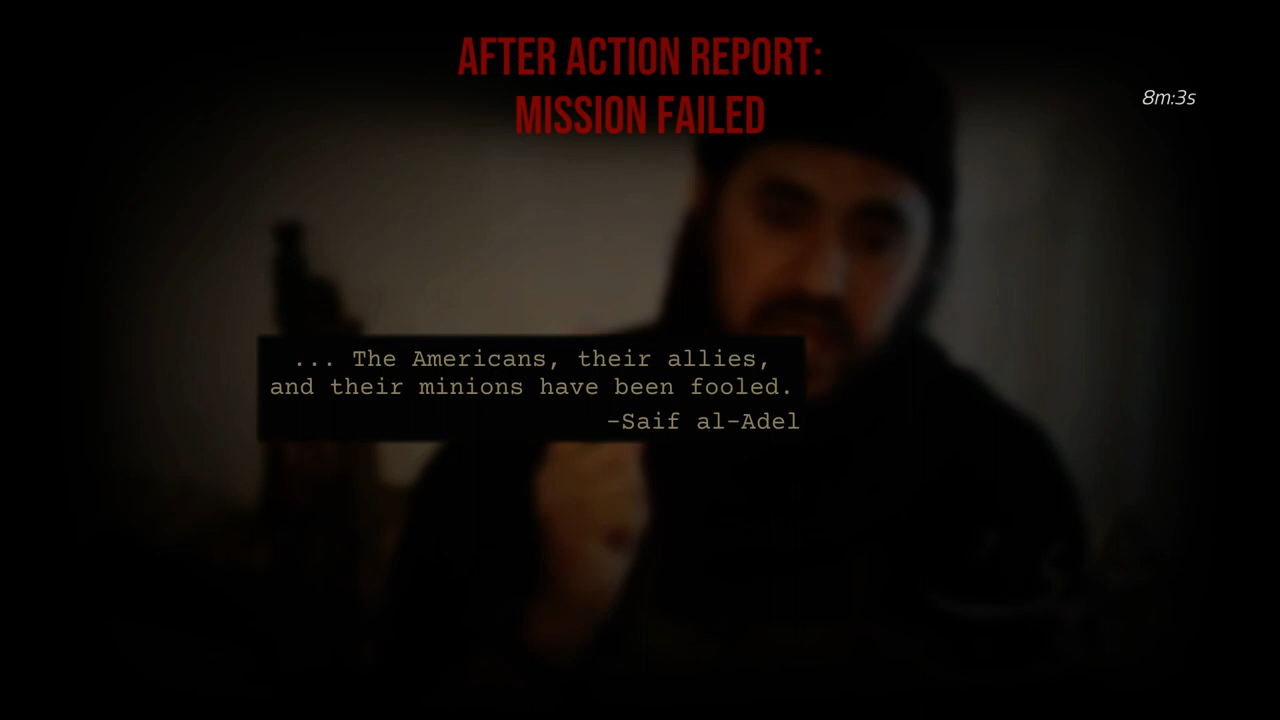 AFTER ACTION REPORT:
MISSION FAILED
8m:3s
... The Americans, their allies,
and their minions have been fooled.
-Saif al-Adel